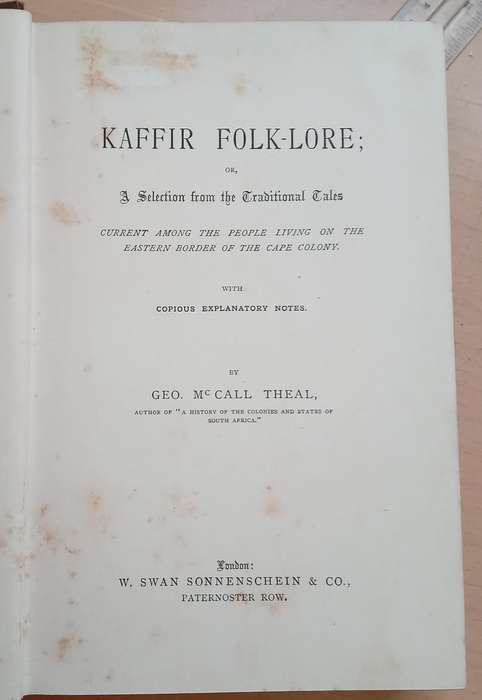 KAFFIR FOLK-LORE;
OR,
A Selection from the Traditional Tales
CURRENT AMONG THE PEOPLE LIVING ON THE
EASTERN BORDER OF THE CAPE COLONY.
WITH
COPIOUS EXPLANATORY NOTES.
BY
GEO. McCALL THEAL,
AUTHOR OF "A HISTORY OF THE COLONIES AND STATES OF
SOUTH AFRICA."
London:
W. SWAN SONNENSCHEIN & CO.,
PATERNOSTER ROW.